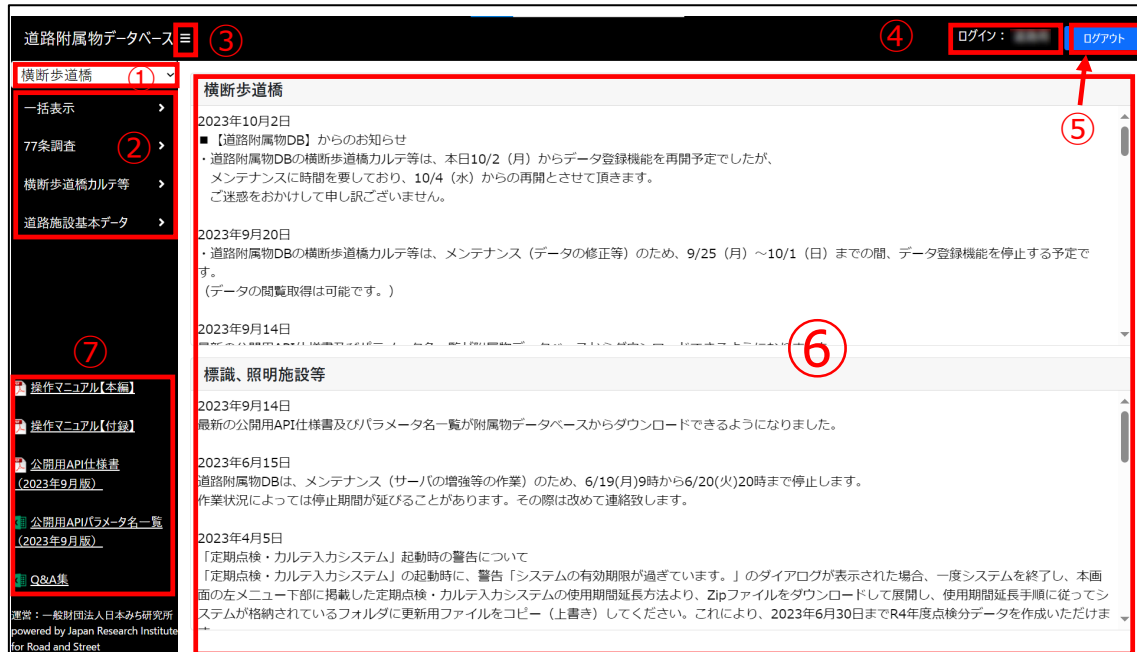 道路附属物データベース ≡ ③ ④ ログイン： ログアウト
横断歩道橋 ①
一括表示
77条調査 ②
横断歩道橋カルテ等
道路施設基本データ
⑦
操作マニュアル【本編】
操作マニュアル【付録】
公開用API仕様書
（2023年9月版）
公開用APIパラメータ名一覧
（2023年9月版）
Q&A集
運営：一般財団法人日本みち研究所
powered by Japan Research Institute
for Road and Street
⑤
横断歩道橋
2023年10月2日
■【道路附属物DB】からのお知らせ
・道路附属物DBの横断歩道橋カルテ等は、本日10/2（月）からデータ登録機能を再開予定でしたが、
メンテナンスに時間を要しており、10/4（水）からの再開とさせて頂きます。
ご迷惑をおかけして申し訳ございません。
2023年9月20日
・道路附属物DBの横断歩道橋カルテ等は、メンテナンス（データの修正等）のため、9/25（月）～10/1（日）までの間、データ登録機能を停止する予定で
す。
（データの閲覧取得は可能です。）
2023年9月14日
⑥
標識、照明施設等
2023年9月14日
最新の公開用API仕様書及びパラメータ名一覧が附属物データベースからダウンロードできるようになりました。
2023年6月15日
道路附属物DBは、メンテナンス（サーバの増強等の作業）のため、6/19(月)9時から6/20(火)20時まで停止します。
作業状況によっては停止期間が延びることがあります。その際は改めて連絡致します。
2023年4月5日
「定期点検・カルテ入力システム」起動時の警告について
「定期点検・カルテ入力システム」の起動時に、警告「システムの有効期限が過ぎています。」のダイアログが表示された場合、一度システムを終了し、本画
面の左メニュー下部に掲載した定期点検・カルテ入力システムの使用期間延長方法より、Zipファイルをダウンロードして展開し、使用期間延長手順に従ってシ
ステムが格納されているフォルダに更新用ファイルをコピー（上書き）してください。これにより、2023年6月30日までR4年度点検分データを作成いただけま